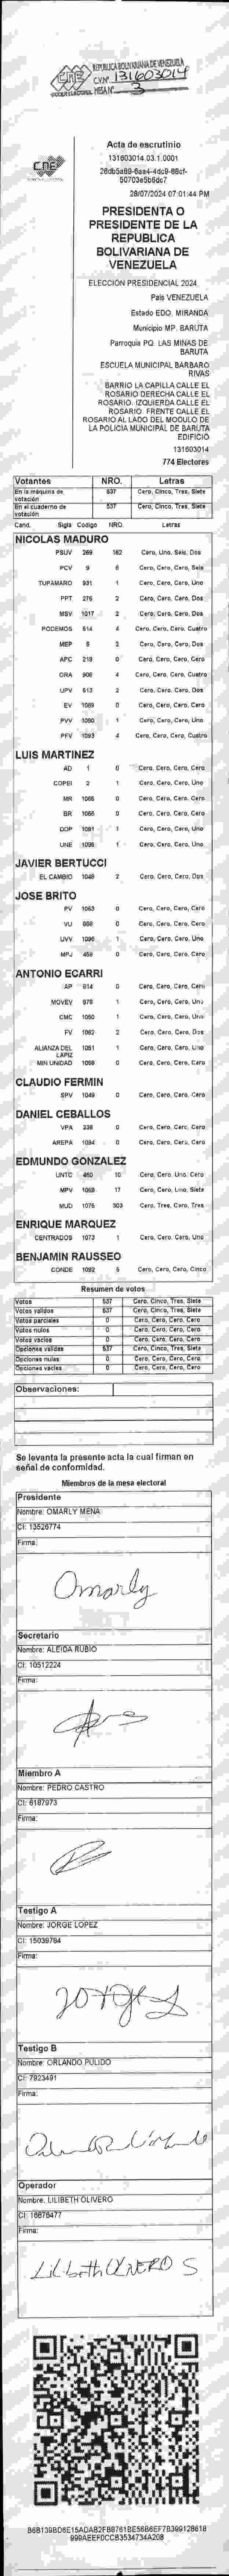 CNE REPUBLICA BOLIVARIANA DE VENEZUELA
C.V.Nº 131603014
MESA Nº 3
CNE
Acta de escrutinio
131603014.03.1.0001
50703a5b6dc7
28/07/2024 07:01:44 PM
PRESIDENTA O
PRESIDENTE DE LA
REPUBLICA
BOLIVARIANA DE
VENEZUELA
ELECCIÓN PRESIDENCIAL 2024
País VENEZUELA
Estado EDO. MIRANDA
Municipio MP. BARUTA
Parroquia PQ. LAS MINAS DE
BARUTA
ESCUELA MUNICIPAL BARBARO
RIVAS
BARRIO LA CAPILLA CALLE EL
ROSARIO DERECHA CALLE EL
ROSARIO. IZQUIERDA CALLE EL
ROSARIO. FRENTE CALLE EL
ROSARIO AL LADO DEL MODULO DE
LA POLICIA MUNICIPAL DE BARUTA
EDIFICIO
131603014
774 Electores
Votantes NRO. Letras
En la máquina de votación 537 Cero, Cinco, Tres, Siete
En el cuaderno de votación 537 Cero, Cinco, Tres, Siete
Cand. Sigla Codigo NRO. Letras
NICOLAS MADURO
PSUV 269 162 Cero, Uno, Seis, Dos
PCV 9 6 Cero, Cero, Cero, Seis
TUPAMARO 931 1 Cero, Cero, Cero, Uno
PPT 276 2 Cero, Cero, Cero, Dos
MSV 1017 2 Cero, Cero, Cero, Dos
PODEMOS 514 4 Cero, Cero, Cero, Cuatro
MEP 5 2 Cero, Cero, Cero, Dos
APC 219 0 Cero, Cero, Cero, Cero
ORA 908 4 Cero, Cero, Cero, Cuatro
UPV 613 2 Cero, Cero, Cero, Dos
EV 1089 0 Cero, Cero, Cero, Cero
PVV 1090 1 Cero, Cero, Cero, Uno
PFV 1093 4 Cero, Cero, Cero, Cuatro
LUIS MARTINEZ
AD 1 6 Cero, Cero, Cero, Cero
COPEI 2 1 Cero, Cero, Cero, Uno
MR 1065 0 Cero, Cero, Cero, Cero
BR 1066 0 Cero, Cero, Cero, Cero
DDP 1091 1 Cero, Cero, Cero, Uno
UNE 1096 1 Cero, Cero, Cero, Uno
JAVIER BERTUCCI
EL CAMBIO 1048 2 Cero, Cero, Cero, Dos
JOSE BRITO
PV 1053 0 Cero, Cero, Cero, Cero
VU 0 Cero, Cero, Cero, Cero
UVV 1 Cero, Cero, Cero, Uno
MPJ 459 0 Cero, Cero, Cero, Cero
ANTONIO ECARRI
AP 914 0 Cero, Cero, Cero, Cero
MOVEV 978 1 Cero, Cero, Cero, Uno
CMC 1050 1 Cero, Cero, Cero, Uno
FV 1062 2 Cero, Cero, Cero, Dos
ALIANZA DEL LAPIZ 1051 1 Cero, Cero, Cero, Uno
MIN UNIDAD 1058 0 Cero, Cero, Cero, Cero
CLAUDIO FERMIN
SPV 1049 0 Cero, Cero, Cero, Cero
DANIEL CEBALLOS
VPA 338 0 Cero, Cero, Cero, Cero
AREPA 1094 0 Cero, Cero, Cero, Cero
EDMUNDO GONZALEZ
UNTC 460 10 Cero, Cero, Uno, Cero
MPV 1069 17 Cero, Cero, Uno, Siete
MUD 1075 303 Cero, Tres, Cero, Tres
ENRIQUE MARQUEZ
CENTRADOS 1073 1 Cero, Cero, Cero, Uno
BENJAMIN RAUSSEO
CONDE 1092 5 Cero, Cero, Cero, Cinco
Resumen de votos
Votos 537 Cero, Cinco, Tres, Siete
Votos validos 537 Cero, Cinco, Tres, Siete
Votos parciales 0 Cero, Cero, Cero, Cero
Votos nulos 0 Cero, Cero, Cero, Cero
Votos vacios 0 Cero, Cero, Cero, Cero
Opciones validas 537 Cero, Cinco, Tres, Siete
Opciones nulas 0 Cero, Cero, Cero, Cero
Opciones vacias 0 Cero, Cero, Cero, Cero
Observaciones:
Se levanta la presente acta la cual firman en
señal de conformidad.
Miembros de la mesa electoral
Presidente
Nombre: OMARLY MENA
CI: 13526774
Firma:
Omarly
Secretario
Nombre: ALEIDA RUBIO
CI: 10512224
Firma:
Miembro A
Nombre: PEDRO CASTRO
CI: 6187973
Firma:
Testigo A
Nombre: JORGE LOPEZ
CI: 15039784
Firma:
Testigo B
Nombre: ORLANDO PULIDO
CI: 7923491
Firma:
Operador
Nombre: LILIBETH OLIVERO
CI: 16876477
Firma:
Lilibeth OLIVERO S
B6B139BD6E15ADAB2FB8761BE56B6EF7B399128618
999AEEF0CCB3534734A208